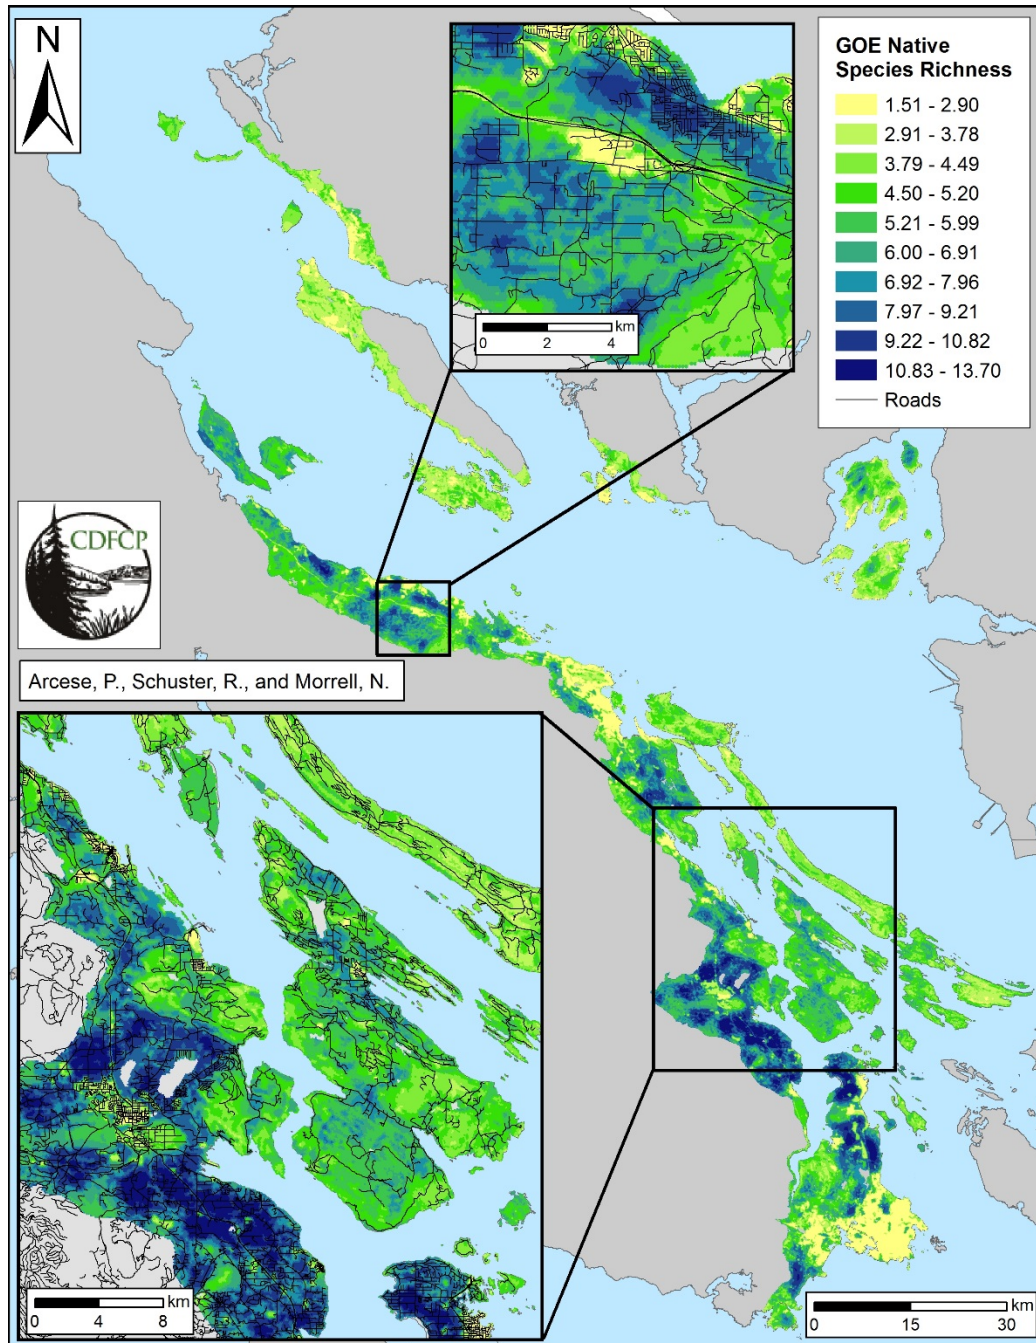 N
GOE Native
Species Richness
1.51 - 2.90
2.91 - 3.78
3.79 - 4.49
4.50 - 5.20
5.21 - 5.99
6.00 - 6.91
6.92 - 7.96
7.97 - 9.21
9.22 - 10.82
10.83 - 13.70
Roads
km
0 2 4
CDFCP
Arcese, P., Schuster, R., and Morrell, N.
km
0 4 8
km
0 15 30